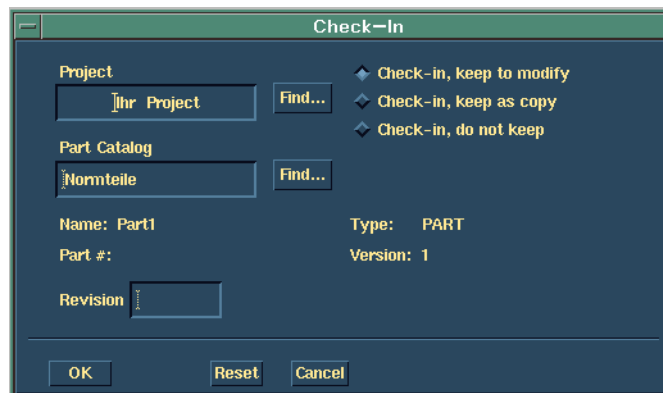 Check-In
Project
Ihr Project
Find...
Check-in, keep to modify
Check-in, keep as copy
Check-in, do not keep
Part Catalog
Normteile
Find...
Name: Part1
Type: PART
Part #:
Version: 1
Revision
OK
Reset
Cancel